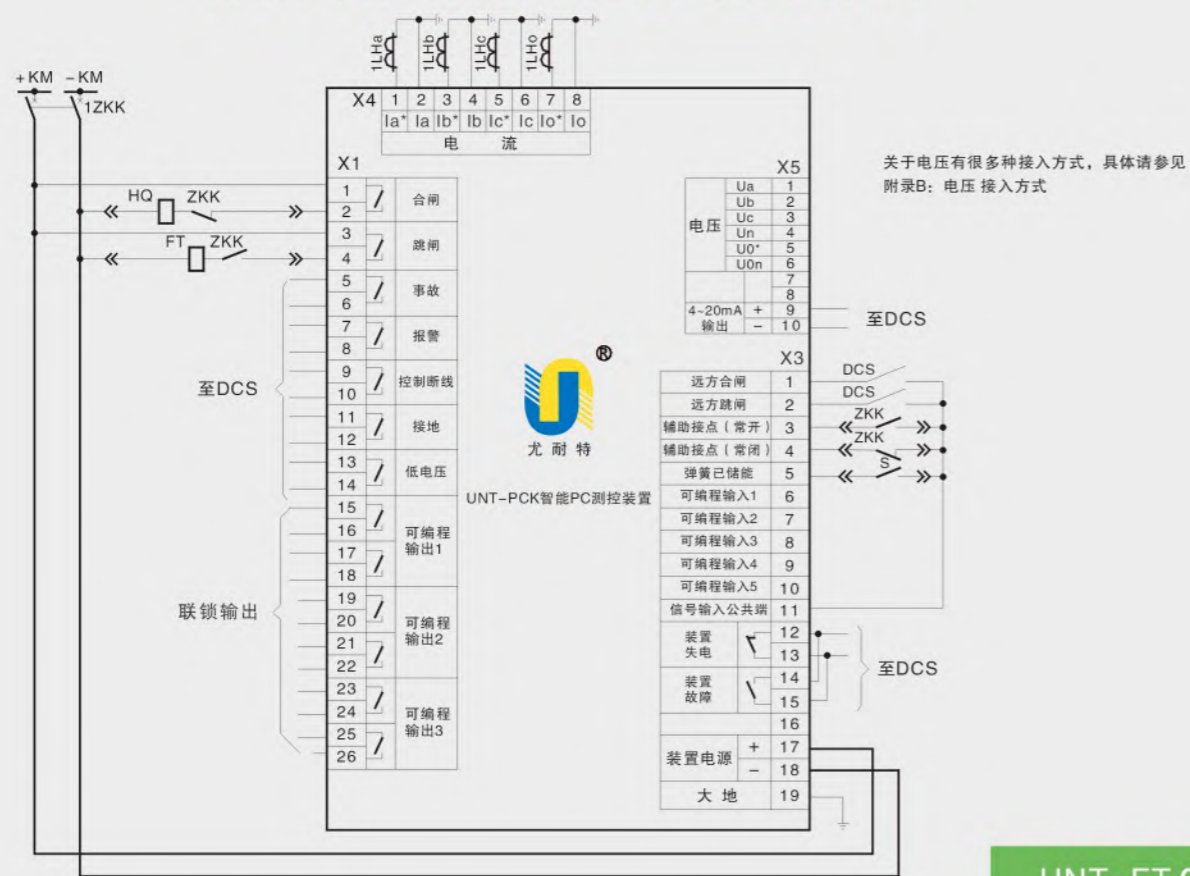 1LHa 1LHb 1LHc 1LHo
+KM −KM
1ZKK
X4 1 2 3 4 5 6 7 8
Ia* Ia Ib* Ib Ic* Ic Io* Io
电 流
X1
HQ ZKK
FT ZKK
1
2
合闸
3
4
跳闸
5
6
事故
7
8
报警
9
10
控制断线
11
12
接地
13
14
低电压
15
16
17
18
可编程
输出1
19
20
21
22
可编程
输出2
23
24
25
26
可编程
输出3
至DCS
联锁输出
®
尤耐特
UNT-PCK智能PC测控装置
X5
电压
Ua 1
Ub 2
Uc 3
Un 4
U0* 5
U0n 6
7
8
4~20mA + 9
输出 − 10
至DCS
关于电压有很多种接入方式，具体请参见
附录B：电压 接入方式
X3
远方合闸 1 DCS
远方跳闸 2 DCS
辅助接点（常开） 3 ZKK
辅助接点（常闭） 4 ZKK
弹簧已储能 5 S
可编程输入1 6
可编程输入2 7
可编程输入3 8
可编程输入4 9
可编程输入5 10
信号输入公共端 11
装置
失电
12
13
装置
故障
14
15
至DCS
16
装置电源
+ 17
− 18
大 地 19